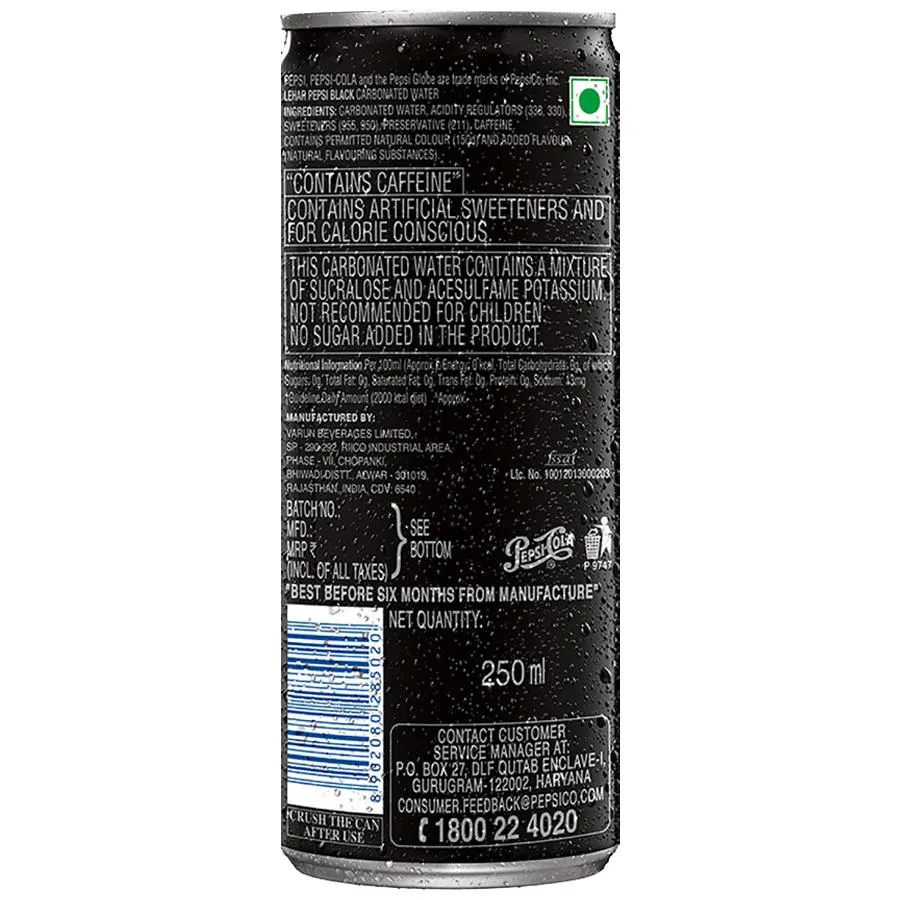 PEPSI, PEPSI-COLA and the Pepsi Globe are trade marks of PepsiCo, Inc.
LEHAR PEPSI BLACK CARBONATED WATER
INGREDIENTS: CARBONATED WATER, ACIDITY REGULATORS (338, 330),
SWEETENERS (955, 950), PRESERVATIVE (211), CAFFEINE.
CONTAINS PERMITTED NATURAL COLOUR (150d) AND ADDED FLAVOUR
(NATURAL FLAVOURING SUBSTANCES).
"CONTAINS CAFFEINE"
CONTAINS ARTIFICIAL SWEETENERS AND
FOR CALORIE CONSCIOUS.
THIS CARBONATED WATER CONTAINS A MIXTURE
OF SUCRALOSE AND ACESULFAME POTASSIUM.
NOT RECOMMENDED FOR CHILDREN.
NO SUGAR ADDED IN THE PRODUCT.
Nutritional Information Per 100ml (Approx.): Energy: 0 kcal, Total Carbohydrate: 0g, of which
Sugars: 0g, Total Fat: 0g, Saturated Fat: 0g, Trans Fat: 0g, Protein: 0g, Sodium: 13mg
Guideline Daily Amount (2000 kcal diet) Approx.
MANUFACTURED BY:
VARUN BEVERAGES LIMITED,
SP - 290-292, RIICO INDUSTRIAL AREA,
PHASE - VII, CHOPANKI,
BHIWADI-DISTT., ALWAR - 301019,
RAJASTHAN, INDIA, CDV: 6540
fssai
Lic. No. 10012013000203
BATCH NO.:
MFD.:
MRP ₹
(INCL. OF ALL TAXES)
SEE
BOTTOM
PEPSI-COLA
®
P 9747
"BEST BEFORE SIX MONTHS FROM MANUFACTURE"
NET QUANTITY:
250 ml
8 902080 285020
CONTACT CUSTOMER
SERVICE MANAGER AT:
P.O. BOX 27, DLF QUTAB ENCLAVE-I,
GURUGRAM-122002, HARYANA
CONSUMER.FEEDBACK@PEPSICO.COM
1800 22 4020
CRUSH THE CAN
AFTER USE